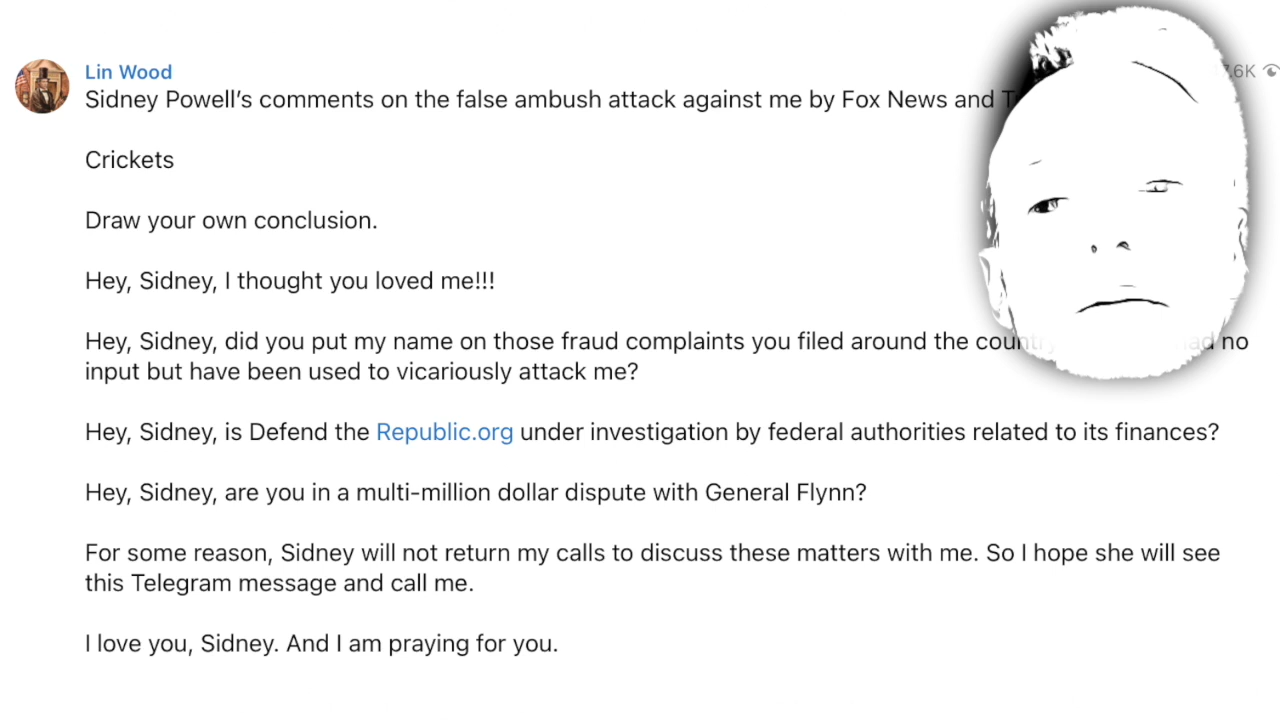 Lin Wood
7.6K
Sidney Powell's comments on the false ambush attack against me by Fox News and
Crickets
Draw your own conclusion.
Hey, Sidney, I thought you loved me!!!
Hey, Sidney, did you put my name on those fraud complaints you filed around the country no
input but have been used to vicariously attack me?
Hey, Sidney, is Defend the Republic.org under investigation by federal authorities related to its finances?
Hey, Sidney, are you in a multi-million dollar dispute with General Flynn?
For some reason, Sidney will not return my calls to discuss these matters with me. So I hope she will see
this Telegram message and call me.
I love you, Sidney. And I am praying for you.